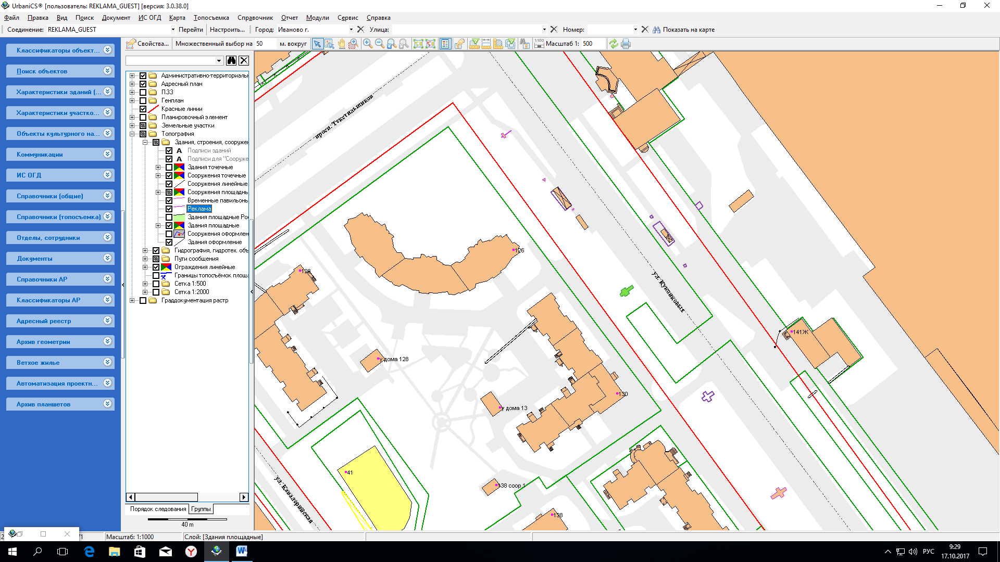 UrbaniCS® [пользователь: REKLAMA_GUEST] [версия: 3.0.38.0]
Файл Правка Вид Поиск Документ ИС ОГД Карта Топосъемка Справочник Отчет Модули Сервис Справка
Соединение: REKLAMA_GUEST Перейти Настроить... Город: Иваново г. Улица: Номер: Показать на карте
Свойства... Множественный выбор на 50 м. вокруг 1:100 Масштаб 1: 500
Классификаторы объект...
Поиск объектов
Характеристики зданий (...
Характеристики участко...
Объекты культурного на...
Коммуникации
ИС ОГД
Справочники (общие)
Справочники (топосъемка)
Отделы, сотрудники
Документы
Справочники АР
Классификаторы АР
Адресный реестр
Архив геометрии
Ветхое жилье
Автоматизация проектн...
Архив планшетов
Административно-территориальн
Адресный план
ПЗЗ
Генплан
Красные линии
Планировочный элемент
Земельные участки
Топография
Здания, строения, сооружен
A Подписи зданий
A Подписи для "Сооруже
Здания точечные
Сооружения точечные
Сооружения линейные
Сооружения площадны
Временные павильоны
Реклама
Здания площадные Рос
Здания площадные
Сооружения оформлен
Здания оформление
Гидрография, гидротех. объ
Пути сообщения
Ограждения линейные
Границы топосъёмок площа
Сетка 1:500
Сетка 1:2000
Граддокументация растр
Порядок следования Группы
40 m
просп. Текстильщиков
126
128
ул. Куконковых
141Ж
у дома 128
130
у дома 13
41
138 соор.1
ул. Кавалерийская
138
Масштаб: 1:1000 Слой: [Здания площадные]
РУС
9:29
17.10.2017